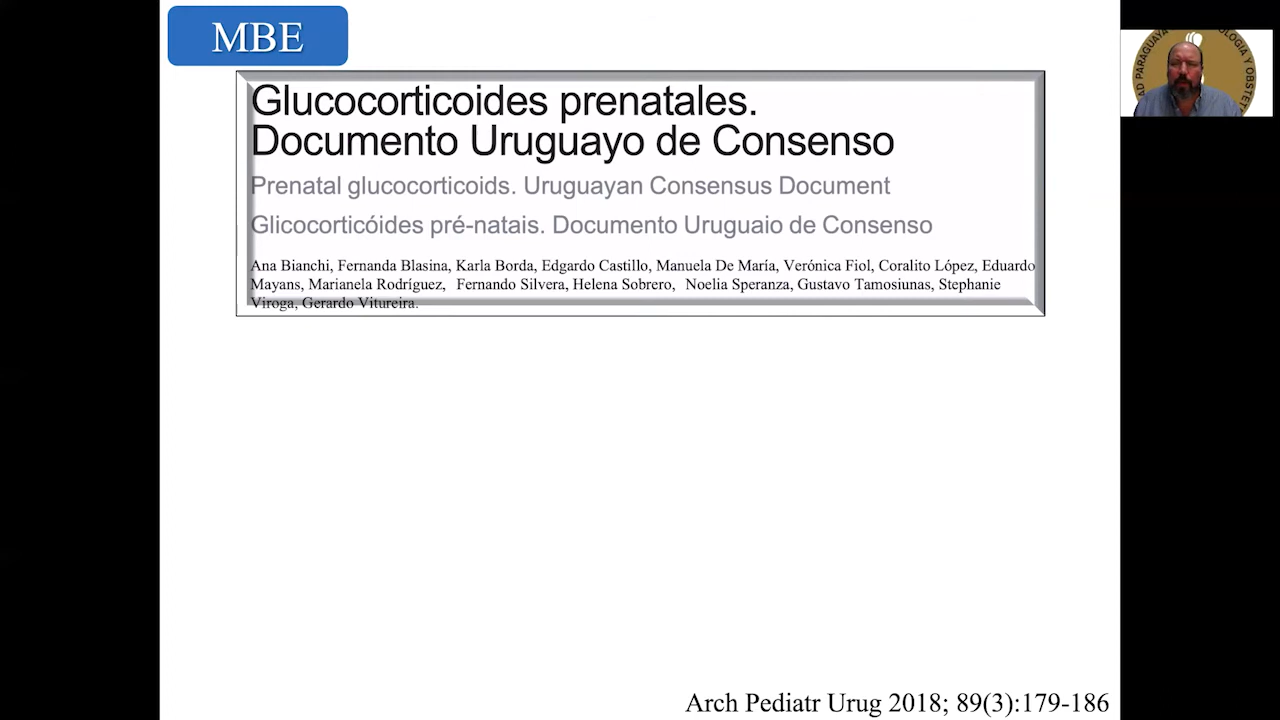 MBE
Glucocorticoides prenatales.
Documento Uruguayo de Consenso
Prenatal glucocorticoids. Uruguayan Consensus Document
Glicocorticóides pré-natais. Documento Uruguaio de Consenso
Ana Bianchi, Fernanda Blasina, Karla Borda, Edgardo Castillo, Manuela De María, Verónica Fiol, Coralito López, Eduardo
Mayans, Marianela Rodríguez, Fernando Silvera, Helena Sobrero, Noelia Speranza, Gustavo Tamosiunas, Stephanie
Viroga, Gerardo Vitureira.
Arch Pediatr Urug 2018; 89(3):179-186
PARAGUAYA